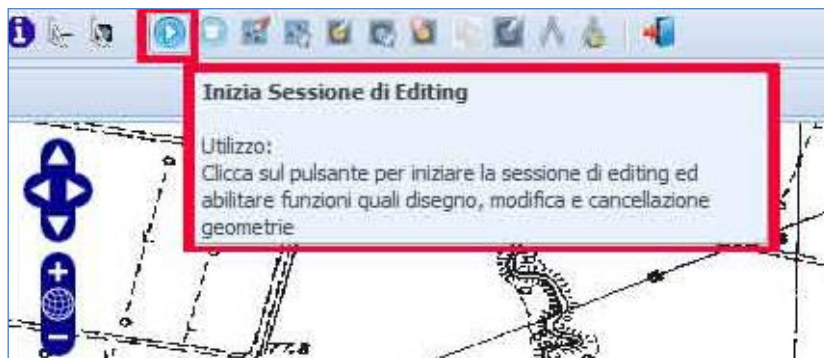 Inizia Sessione di Editing
Utilizzo:
Clicca sul pulsante per iniziare la sessione di editing ed
abilitare funzioni quali disegno, modifica e cancellazione
geometrie